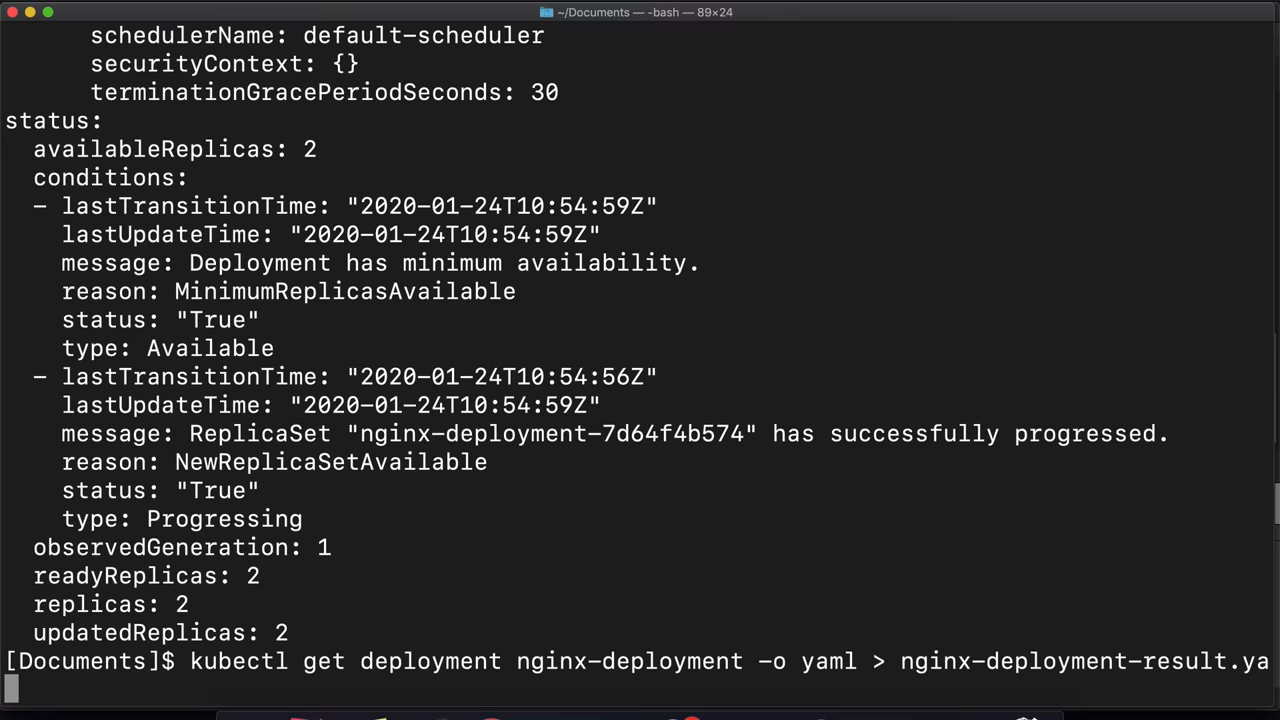 ~/Documents — -bash — 89×24
      schedulerName: default-scheduler
      securityContext: {}
      terminationGracePeriodSeconds: 30
status:
  availableReplicas: 2
  conditions:
  - lastTransitionTime: "2020-01-24T10:54:59Z"
    lastUpdateTime: "2020-01-24T10:54:59Z"
    message: Deployment has minimum availability.
    reason: MinimumReplicasAvailable
    status: "True"
    type: Available
  - lastTransitionTime: "2020-01-24T10:54:56Z"
    lastUpdateTime: "2020-01-24T10:54:59Z"
    message: ReplicaSet "nginx-deployment-7d64f4b574" has successfully progressed.
    reason: NewReplicaSetAvailable
    status: "True"
    type: Progressing
  observedGeneration: 1
  readyReplicas: 2
  replicas: 2
  updatedReplicas: 2
[Documents]$ kubectl get deployment nginx-deployment -o yaml > nginx-deployment-result.ya